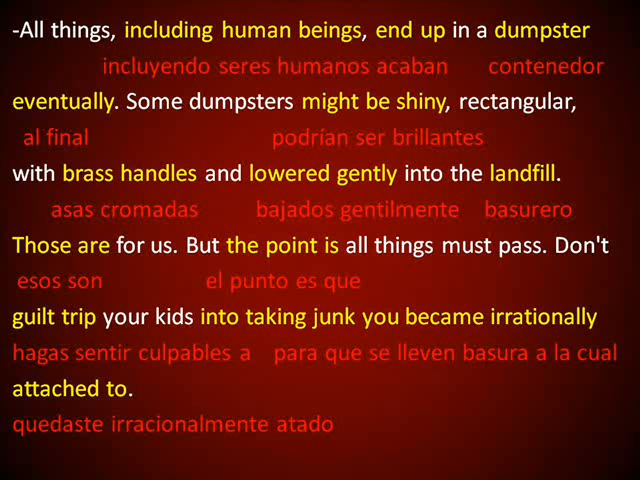 -All things, including human beings, end up in a dumpster
incluyendo seres humanos acaban contenedor
eventually. Some dumpsters might be shiny, rectangular,
al final podrían ser brillantes
with brass handles and lowered gently into the landfill.
asas cromadas bajados gentilmente basurero
Those are for us. But the point is all things must pass. Don't
esos son el punto es que
guilt trip your kids into taking junk you became irrationally
hagas sentir culpables a para que se lleven basura a la cual
attached to.
quedaste irracionalmente atado